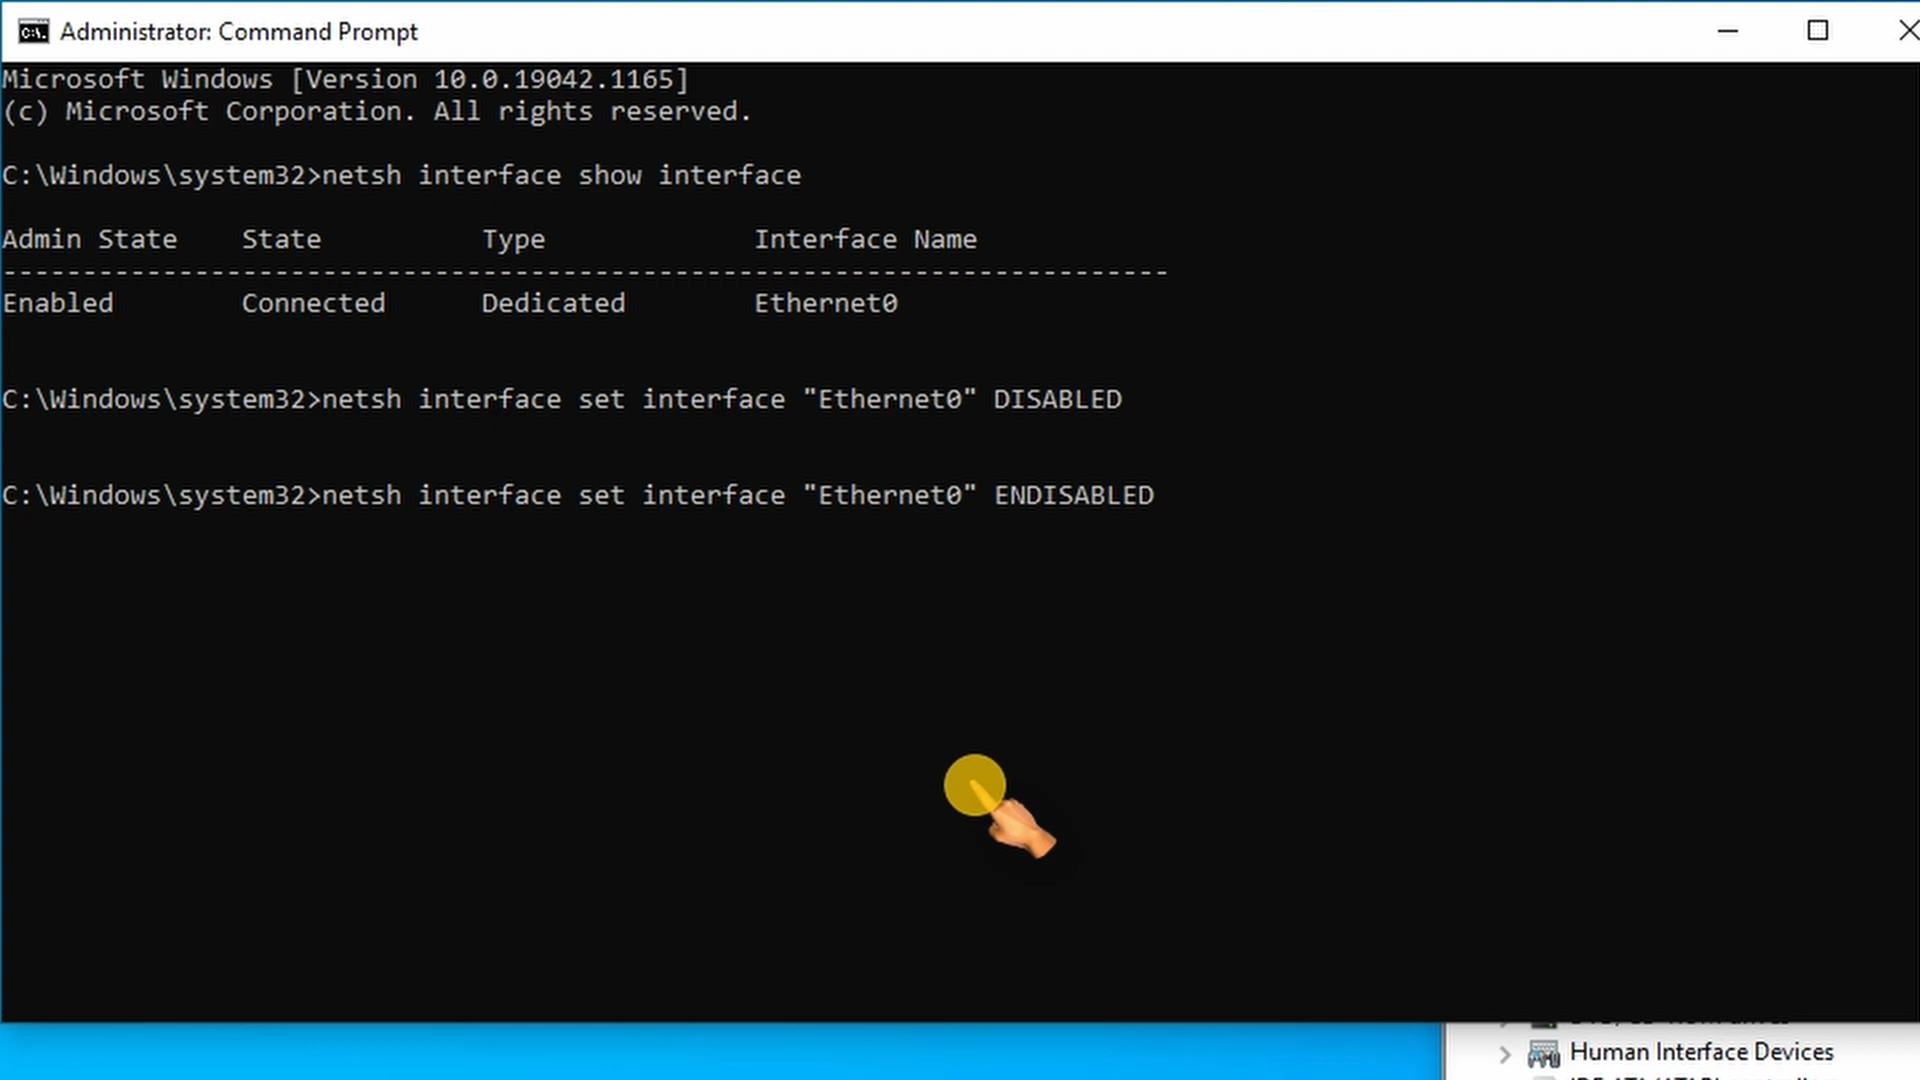 Administrator: Command Prompt
Microsoft Windows [Version 10.0.19042.1165]
(c) Microsoft Corporation. All rights reserved.
C:\Windows\system32>netsh interface show interface
Admin State    State          Type             Interface Name
-------------------------------------------------------------------------
Enabled        Connected      Dedicated        Ethernet0
C:\Windows\system32>netsh interface set interface "Ethernet0" DISABLED
C:\Windows\system32>netsh interface set interface "Ethernet0" ENDISABLED
Human Interface Devices